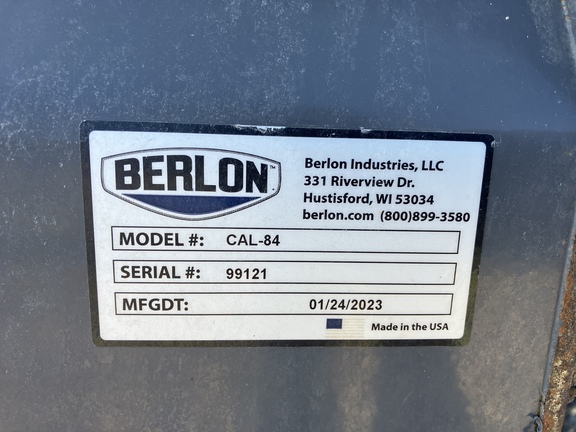 BERLON™
Berlon Industries, LLC
331 Riverview Dr.
Hustisford, WI 53034
berlon.com (800)899-3580
MODEL #: CAL-84
SERIAL #: 99121
MFGDT: 01/24/2023
Made in the USA